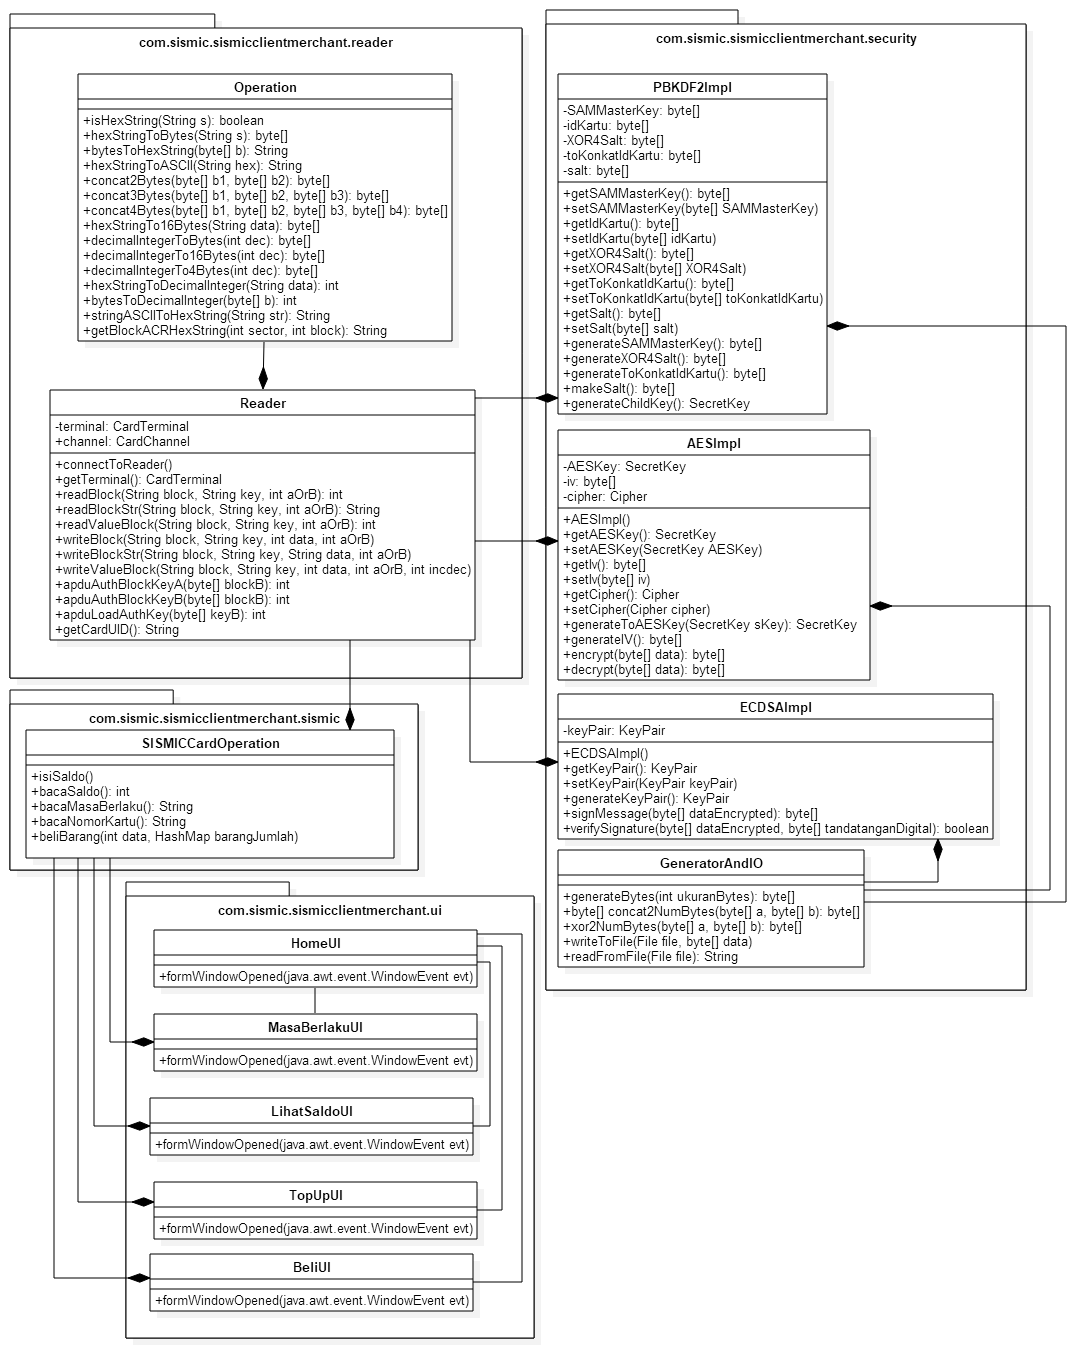 com.sismic.sismicclientmerchant.reader
Operation
+isHexString(String s): boolean
+hexStringToBytes(String s): byte[]
+bytesToHexString(byte[] b): String
+hexStringToASCII(String hex): String
+concat2Bytes(byte[] b1, byte[] b2): byte[]
+concat3Bytes(byte[] b1, byte[] b2, byte[] b3): byte[]
+concat4Bytes(byte[] b1, byte[] b2, byte[] b3, byte[] b4): byte[]
+hexStringTo16Bytes(String data): byte[]
+decimalIntegerToBytes(int dec): byte[]
+decimalIntegerTo16Bytes(int dec): byte[]
+decimalIntegerTo4Bytes(int dec): byte[]
+hexStringToDecimalInteger(String data): int
+bytesToDecimalInteger(byte[] b): int
+stringASCIIToHexString(String str): String
+getBlockACRHexString(int sector, int block): String
Reader
-terminal: CardTerminal
+channel: CardChannel
+connectToReader()
+getTerminal(): CardTerminal
+readBlock(String block, String key, int aOrB): int
+readBlockStr(String block, String key, int aOrB): String
+readValueBlock(String block, String key, int aOrB): int
+writeBlock(String block, String key, int data, int aOrB)
+writeBlockStr(String block, String key, String data, int aOrB)
+writeValueBlock(String block, String key, int data, int aOrB, int incdec)
+apduAuthBlockKeyA(byte[] blockB): int
+apduAuthBlockKeyB(byte[] blockB): int
+apduLoadAuthKey(byte[] keyB): int
+getCardUID(): String
com.sismic.sismicclientmerchant.security
PBKDF2Impl
-SAMMasterKey: byte[]
-idKartu: byte[]
-XOR4Salt: byte[]
-toKonkatIdKartu: byte[]
-salt: byte[]
+getSAMMasterKey(): byte[]
+setSAMMasterKey(byte[] SAMMasterKey)
+getIdKartu(): byte[]
+setIdKartu(byte[] idKartu)
+getXOR4Salt(): byte[]
+setXOR4Salt(byte[] XOR4Salt)
+getToKonkatIdKartu(): byte[]
+setToKonkatIdKartu(byte[] toKonkatIdKartu)
+getSalt(): byte[]
+setSalt(byte[] salt)
+generateSAMMasterKey(): byte[]
+generateXOR4Salt(): byte[]
+generateToKonkatIdKartu(): byte[]
+makeSalt(): byte[]
+generateChildKey(): SecretKey
AESImpl
-AESKey: SecretKey
-iv: byte[]
-cipher: Cipher
+AESImpl()
+getAESKey(): SecretKey
+setAESKey(SecretKey AESKey)
+getIv(): byte[]
+setIv(byte[] iv)
+getCipher(): Cipher
+setCipher(Cipher cipher)
+generateToAESKey(SecretKey sKey): SecretKey
+generateIV(): byte[]
+encrypt(byte[] data): byte[]
+decrypt(byte[] data): byte[]
ECDSAImpl
-keyPair: KeyPair
+ECDSAImpl()
+getKeyPair(): KeyPair
+setKeyPair(KeyPair keyPair)
+generateKeyPair(): KeyPair
+signMessage(byte[] dataEncrypted): byte[]
+verifySignature(byte[] dataEncrypted, byte[] tandatanganDigital): boolean
GeneratorAndIO
+generateBytes(int ukuranBytes): byte[]
+byte[] concat2NumBytes(byte[] a, byte[] b): byte[]
+xor2NumBytes(byte[] a, byte[] b): byte[]
+writeToFile(File file, byte[] data)
+readFromFile(File file): String
com.sismic.sismicclientmerchant.sismic
SISMICCardOperation
+isiSaldo()
+bacaSaldo(): int
+bacaMasaBerlaku(): String
+bacaNomorKartu(): String
+beliBarang(int data, HashMap barangJumlah)
com.sismic.sismicclientmerchant.ui
HomeUI
+formWindowOpened(java.awt.event.WindowEvent evt)
MasaBerlakuUI
+formWindowOpened(java.awt.event.WindowEvent evt)
LihatSaldoUI
+formWindowOpened(java.awt.event.WindowEvent evt)
TopUpUI
+formWindowOpened(java.awt.event.WindowEvent evt)
BeliUI
+formWindowOpened(java.awt.event.WindowEvent evt)